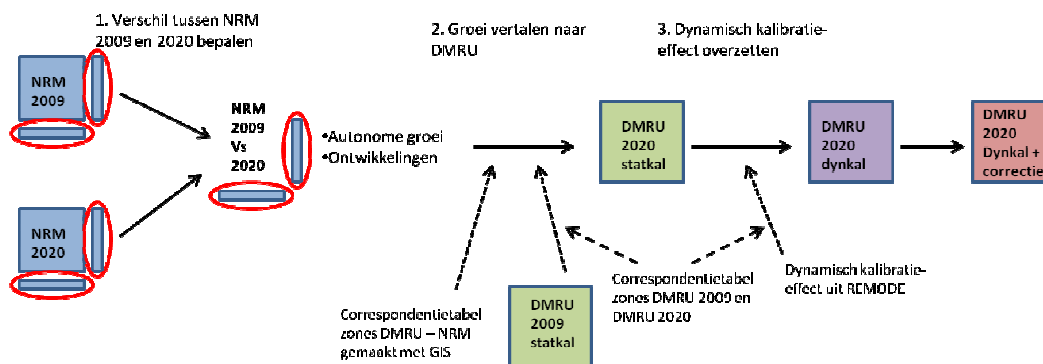 1. Verschil tussen NRM
2009 en 2020 bepalen
2. Groei vertalen naar
DMRU
3. Dynamisch kalibratie-
effect overzetten
NRM
2009
NRM
2020
NRM
2009
Vs
2020
•Autonome groei
•Ontwikkelingen
DMRU
2020
statkal
DMRU
2020
dynkal
DMRU
2020
Dynkal +
correctie
Correspondentietabel
zones DMRU – NRM
gemaakt met GIS
DMRU
2009
statkal
Correspondentietabel
zones DMRU 2009 en
DMRU 2020
Dynamisch kalibratie-
effect uit REMODE